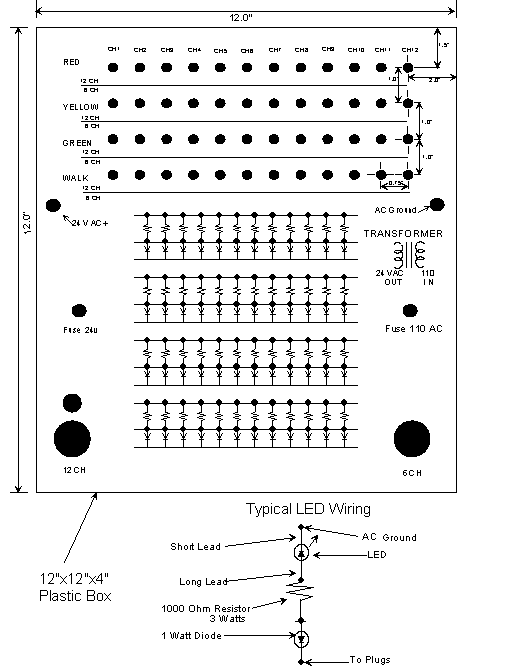 12.0"
CH1 CH2 CH3 CH4 CH5 CH6 CH7 CH8 CH9 CH10 CH11 CH12
1.5"
RED
2.0"
1.0"
12 CH
6 CH
YELLOW
12 CH
6 CH
1.0"
GREEN
12 CH
6 CH
1.0"
WALK
0.75"
12 CH
6 CH
12.0"
24 V AC+
AC Ground
TRANSFORMER
24 VAC OUT
110 IN
Fuse 24v
Fuse 110 AC
12 CH
6 CH
Typical LED Wiring
AC Ground
Short Lead
LED
12"x12"x4"
Plastic Box
Long Lead
1000 Ohm Resistor
3 Watts
1 Watt Diode
To Plugs